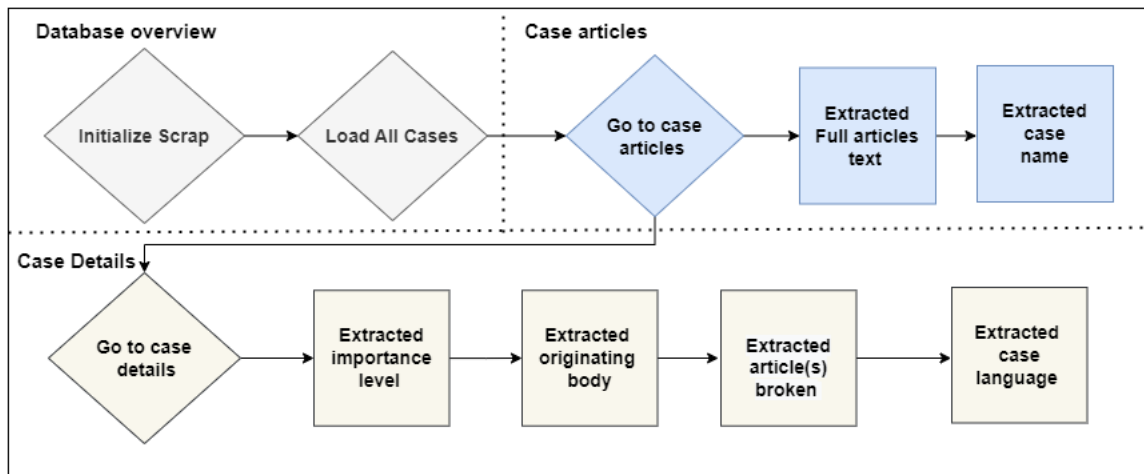 Database overview
Case articles
Initialize Scrap
Load All Cases
Go to case
articles
Extracted
Full articles
text
Extracted
case
name
Case Details
Go to case
details
Extracted
importance
level
Extracted
originating
body
Extracted
article(s)
broken
Extracted
case
language